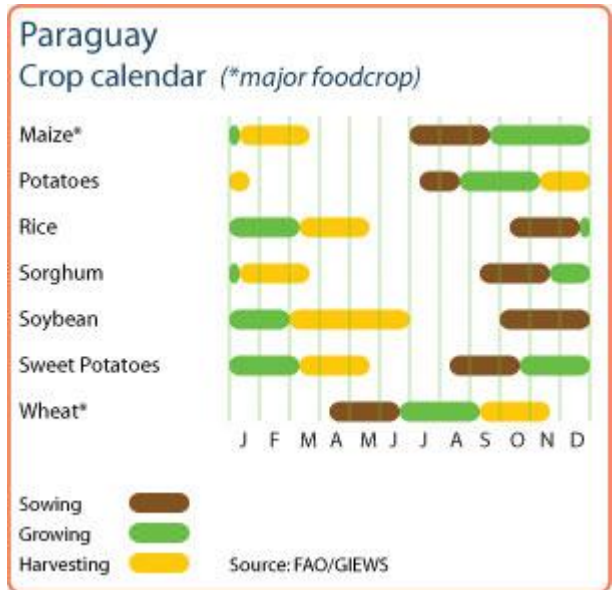 Paraguay
Crop calendar (*major foodcrop)
Maize*
Potatoes
Rice
Sorghum
Soybean
Sweet Potatoes
Wheat*
J F M A M J J A S O N D
Sowing
Growing
Harvesting
Source: FAO/GIEWS